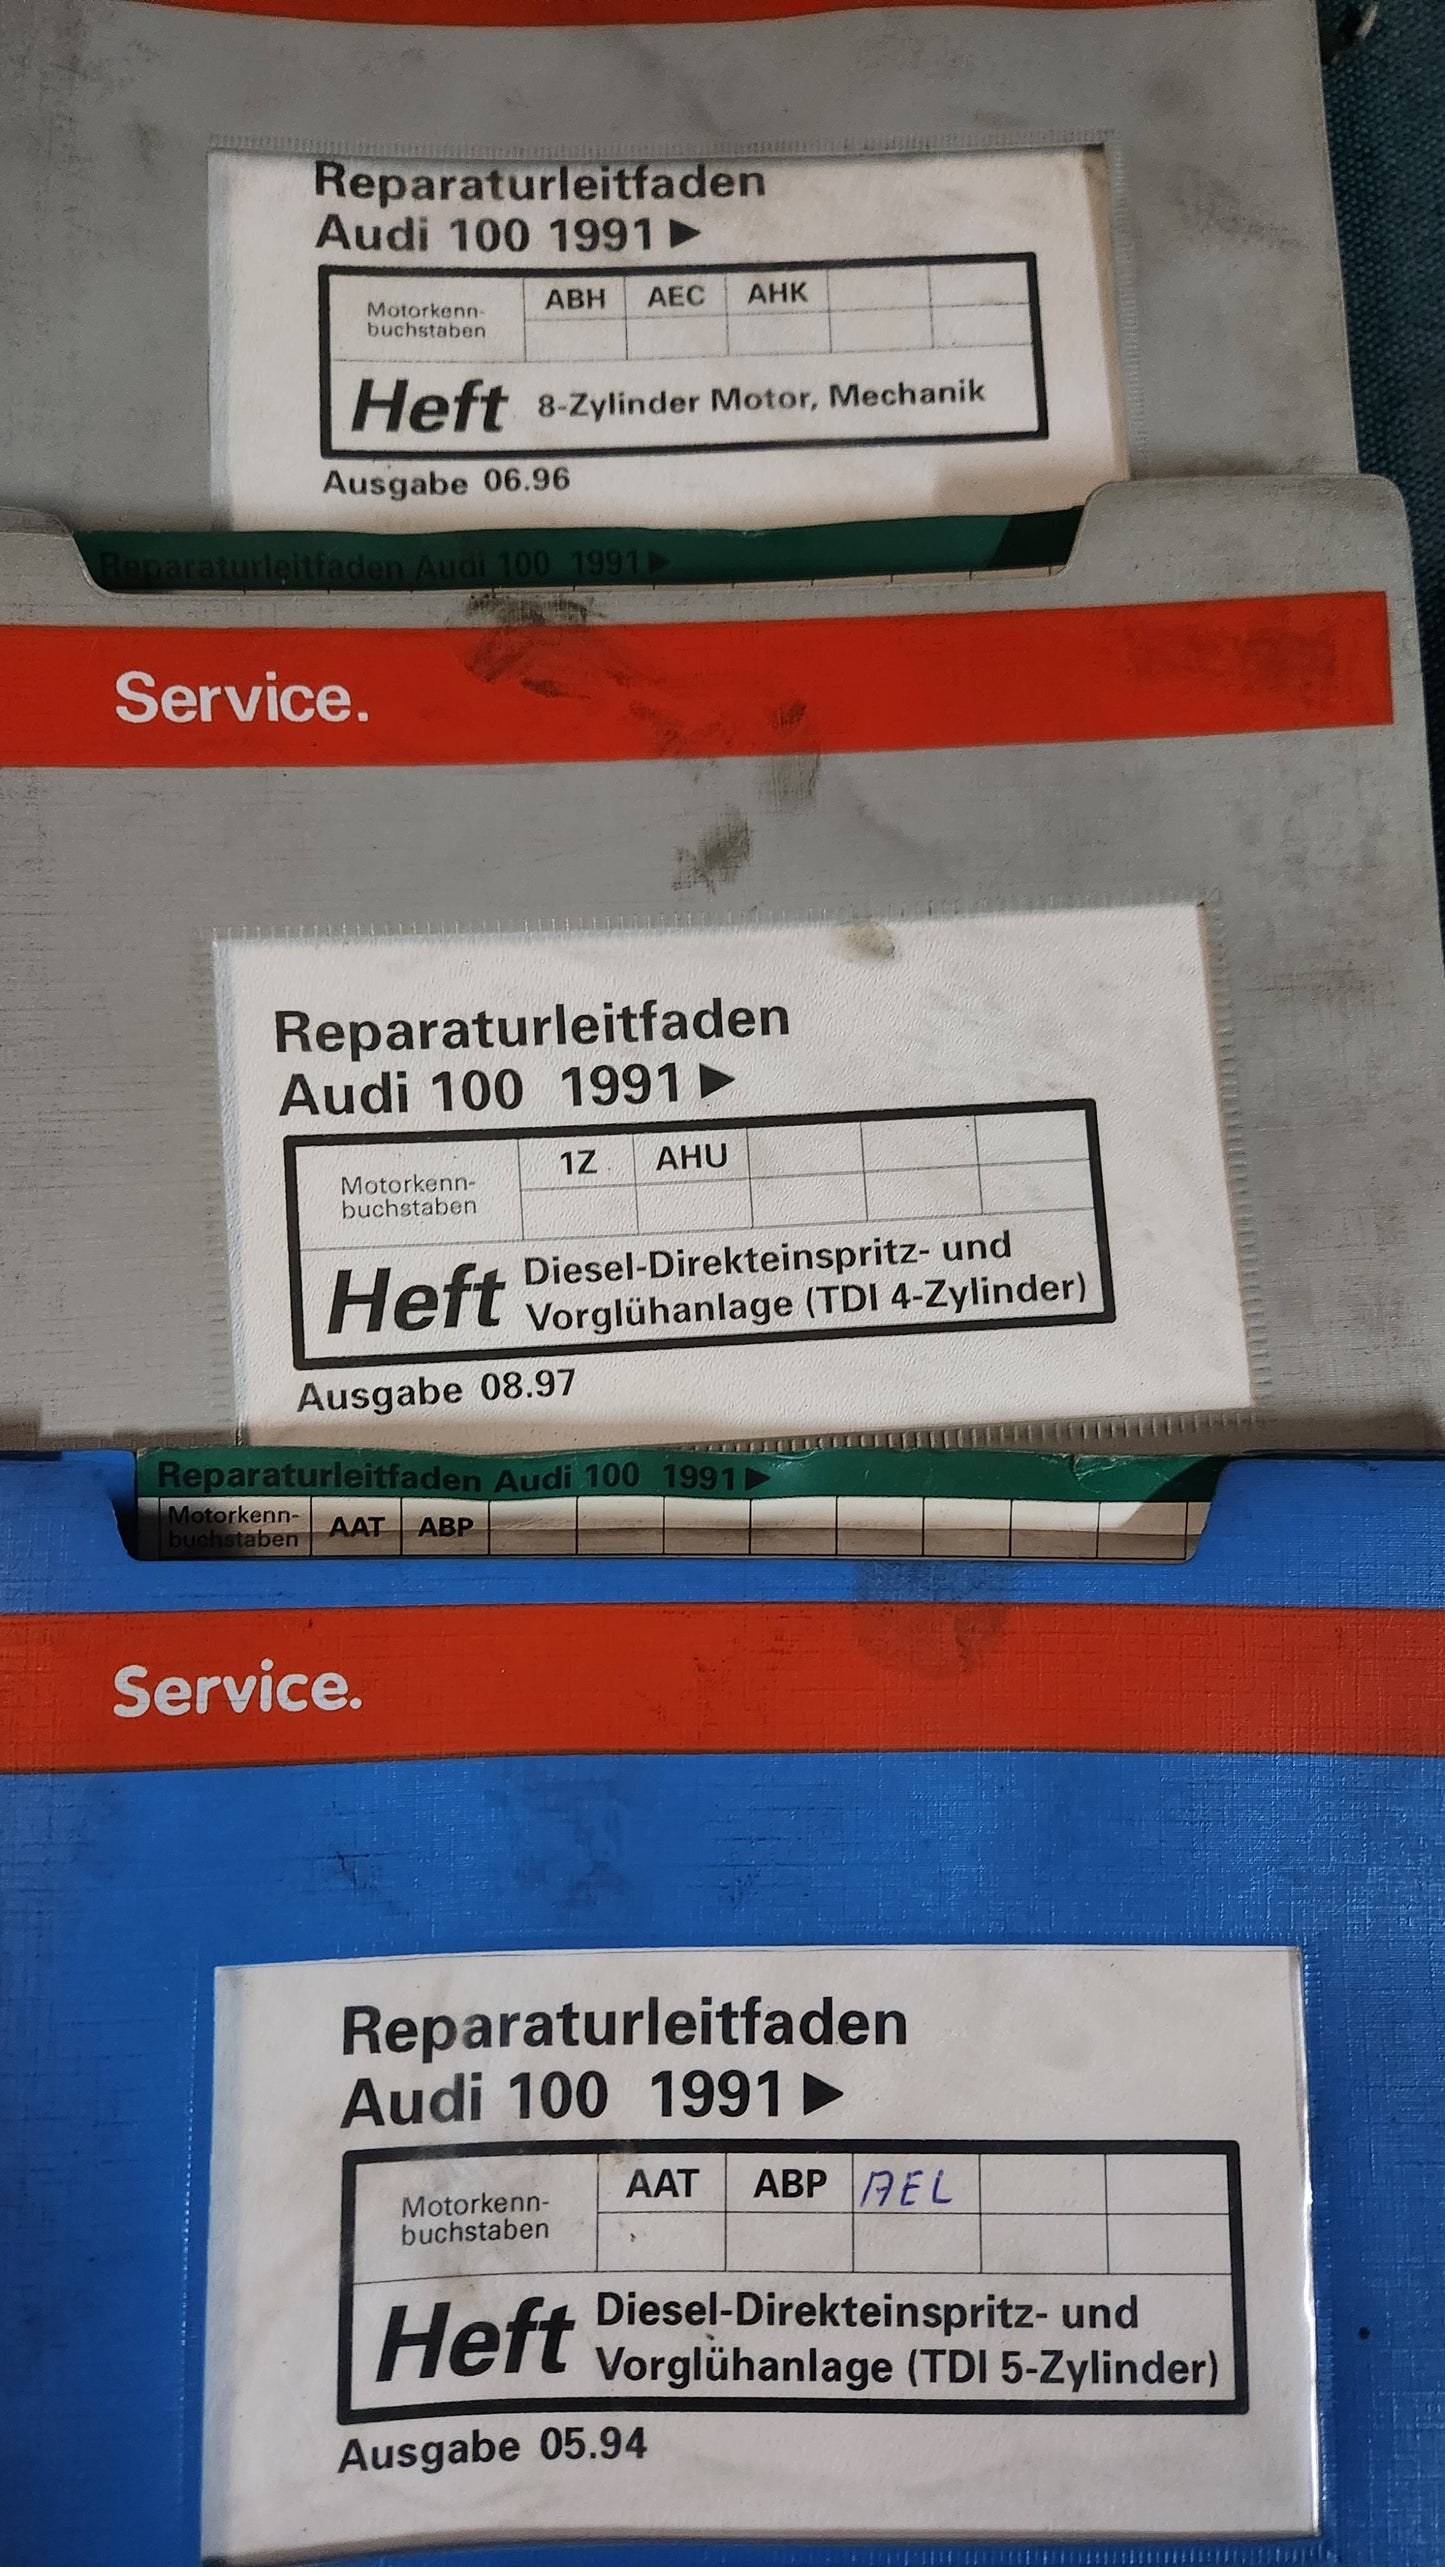 Reparaturleitfaden
Audi 100 1991 ►
Motorkenn-
buchstaben
ABH AEC AHK
Heft 8-Zylinder Motor, Mechanik
Ausgabe 06.96
Reparaturleitfaden Audi 100 1991 ►
Service.
Reparaturleitfaden
Audi 100 1991 ►
Motorkenn-
buchstaben
1Z AHU
Heft Diesel-Direkteinspritz- und
Vorglühanlage (TDI 4-Zylinder)
Ausgabe 08.97
Reparaturleitfaden Audi 100 1991 ►
Motorkenn-
buchstaben
AAT ABP
Service.
Reparaturleitfaden
Audi 100 1991 ►
Motorkenn-
buchstaben
AAT ABP AEL
Heft Diesel-Direkteinspritz- und
Vorglühanlage (TDI 5-Zylinder)
Ausgabe 05.94